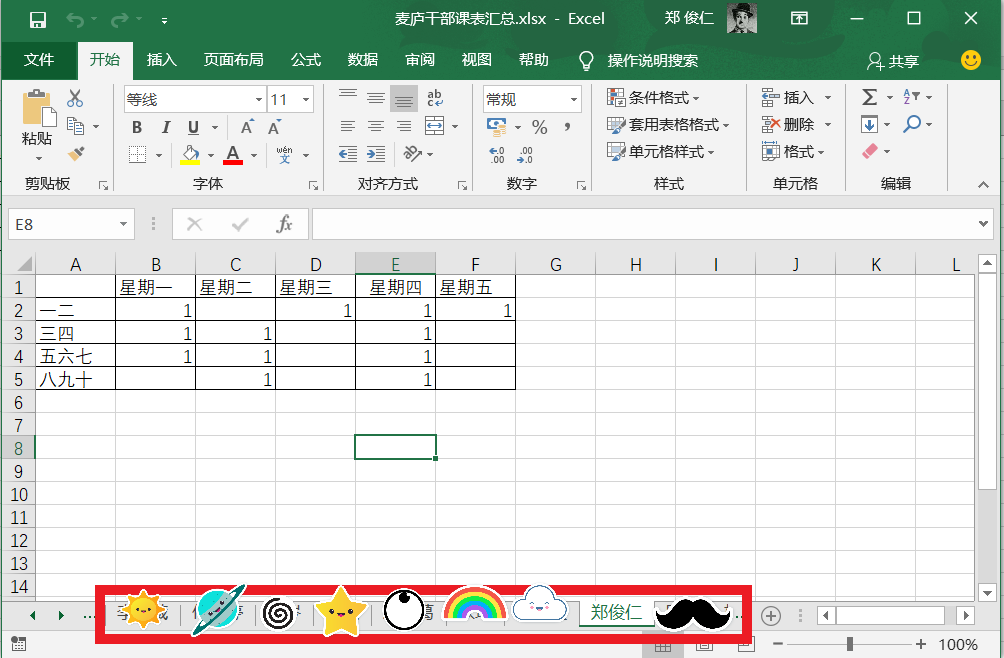 麦庐干部课表汇总.xlsx - Excel 郑 俊仁
文件 开始 插入 页面布局 公式 数据 审阅 视图 帮助 操作说明搜索 共享
等线 11 常规 条件格式 插入
粘贴 B I U A A % , 套用表格格式 删除
wén 文 A 单元格样式 格式
剪贴板 字体 对齐方式 数字 样式 单元格 编辑
E8 fx
A B C D E F G H I J K L
1 星期一 星期二 星期三 星期四 星期五
2 一二 1 1 1 1
3 三四 1 1 1
4 五六七 1 1 1
5 八九十 1 1
6
7
8
9
10
11
12
13
14
郑俊仁
100%